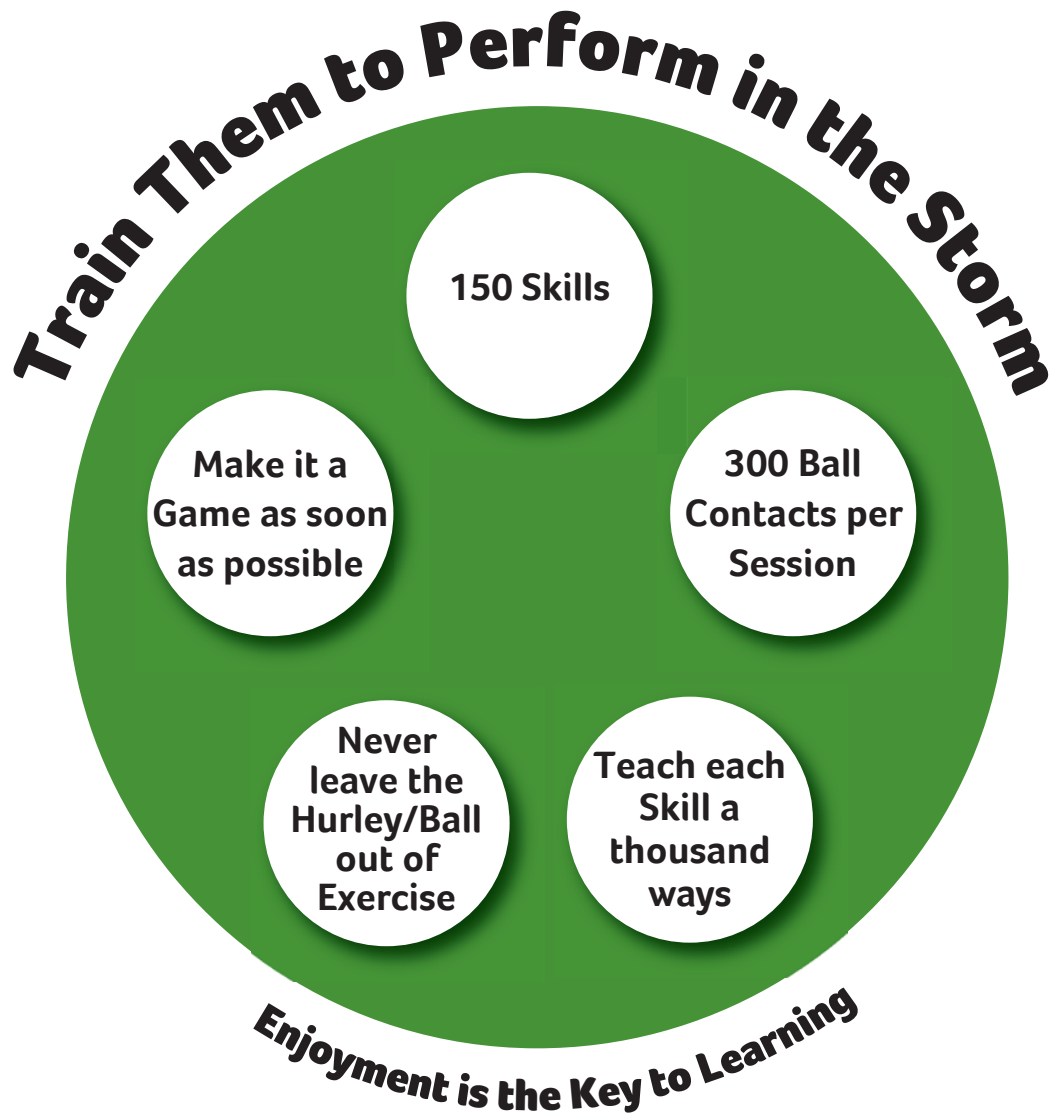 Train Them to Perform in the Storm
150 Skills
Make it a
Game as soon
as possible
300 Ball
Contacts per
Session
Never
leave the
Hurley/Ball
out of
Exercise
Teach each
Skill a
thousand
ways
Enjoyment is the Key to Learning